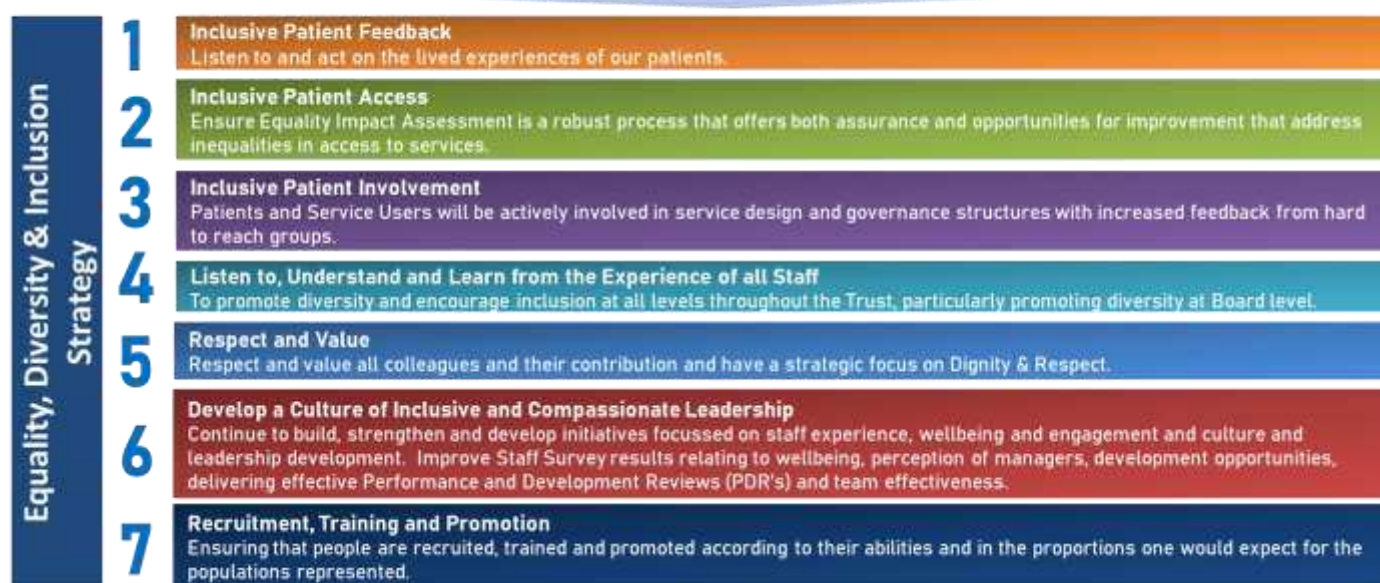 Equality, Diversity & Inclusion
Strategy
1
Inclusive Patient Feedback
Listen to and act on the lived experiences of our patients.
2
Inclusive Patient Access
Ensure Equality Impact Assessment is a robust process that offers both assurance and opportunities for improvement that address
inequalities in access to services.
3
Inclusive Patient Involvement
Patients and Service Users will be actively involved in service design and governance structures with increased feedback from hard
to reach groups.
4
Listen to, Understand and Learn from the Experience of all Staff
To promote diversity and encourage inclusion at all levels throughout the Trust, particularly promoting diversity at Board level.
5
Respect and Value
Respect and value all colleagues and their contribution and have a strategic focus on Dignity & Respect.
6
Develop a Culture of Inclusive and Compassionate Leadership
Continue to build, strengthen and develop initiatives focussed on staff experience, wellbeing and engagement and culture and
leadership development. Improve Staff Survey results relating to wellbeing, perception of managers, development opportunities,
delivering effective Performance and Development Reviews (PDR's) and team effectiveness.
7
Recruitment, Training and Promotion
Ensuring that people are recruited, trained and promoted according to their abilities and in the proportions one would expect for the
populations represented.